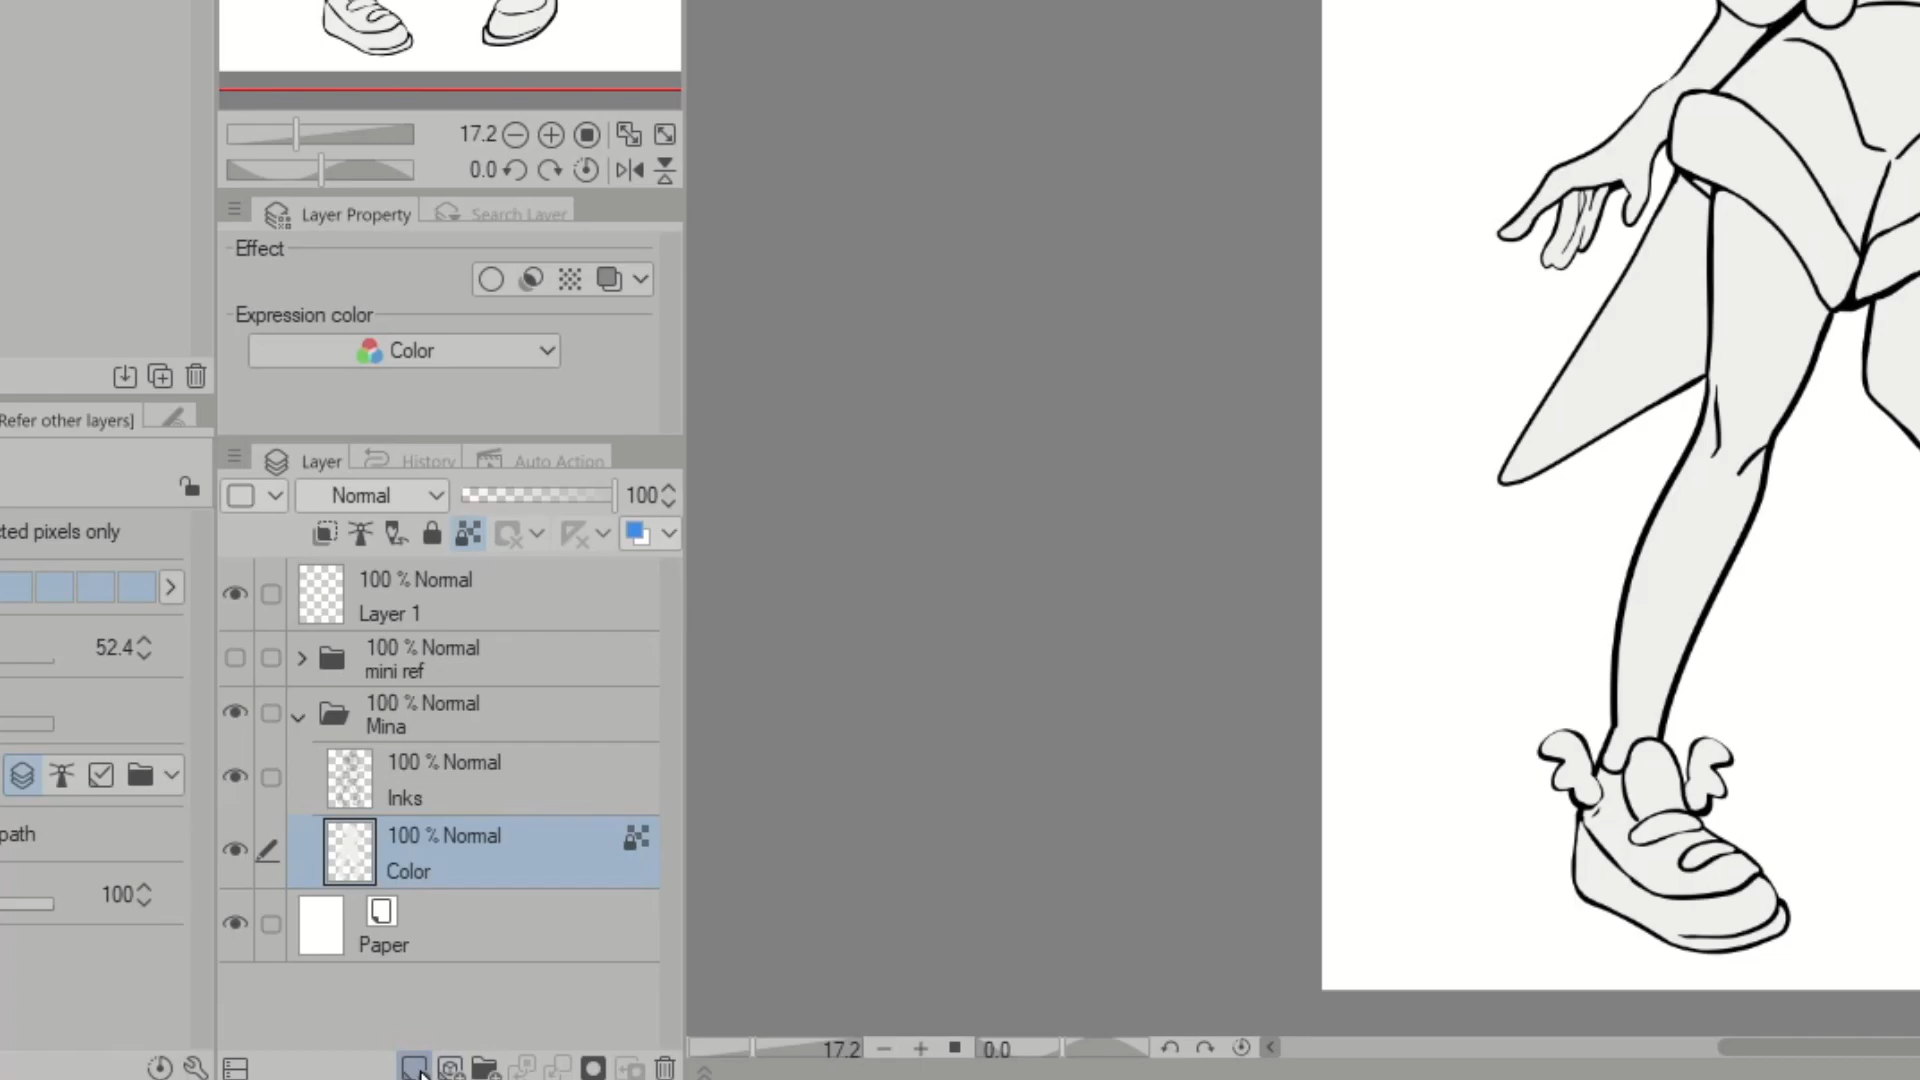 17.2
0.0
Layer Property
Search Layer
Effect
Expression color
Color
Refer other layers]
Layer
History
Auto Action
Normal
100
cted pixels only
100 % Normal
Layer 1
52.4
100 % Normal
mini ref
100 % Normal
Mina
100 % Normal
Inks
path
100 % Normal
Color
100
Paper
17.2
0.0